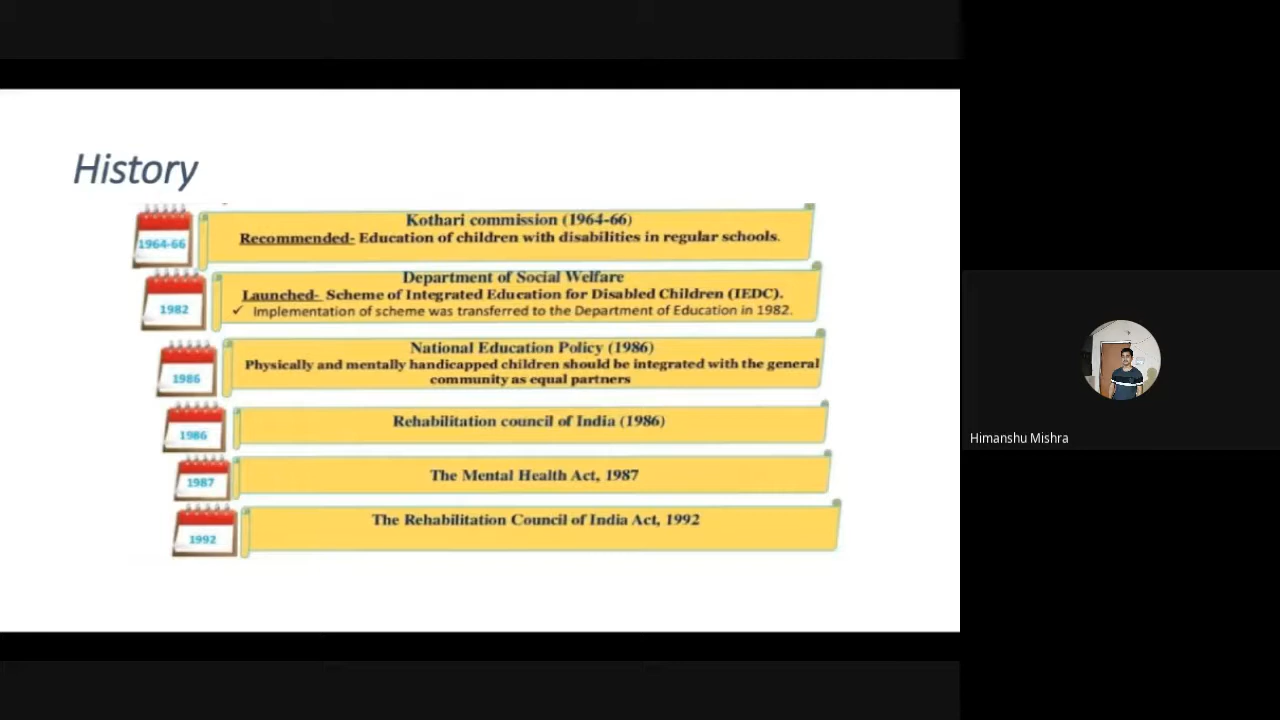 History
1964-66
Kothari commission (1964-66)
Recommended- Education of children with disabilities in regular schools.
1982
Department of Social Welfare
Launched- Scheme of Integrated Education for Disabled Children (IEDC).
✓ Implementation of scheme was transferred to the Department of Education in 1982.
1986
National Education Policy (1986)
Physically and mentally handicapped children should be integrated with the general
community as equal partners
1986
Rehabilitation council of India (1986)
1987
The Mental Health Act, 1987
1992
The Rehabilitation Council of India Act, 1992
Himanshu Mishra